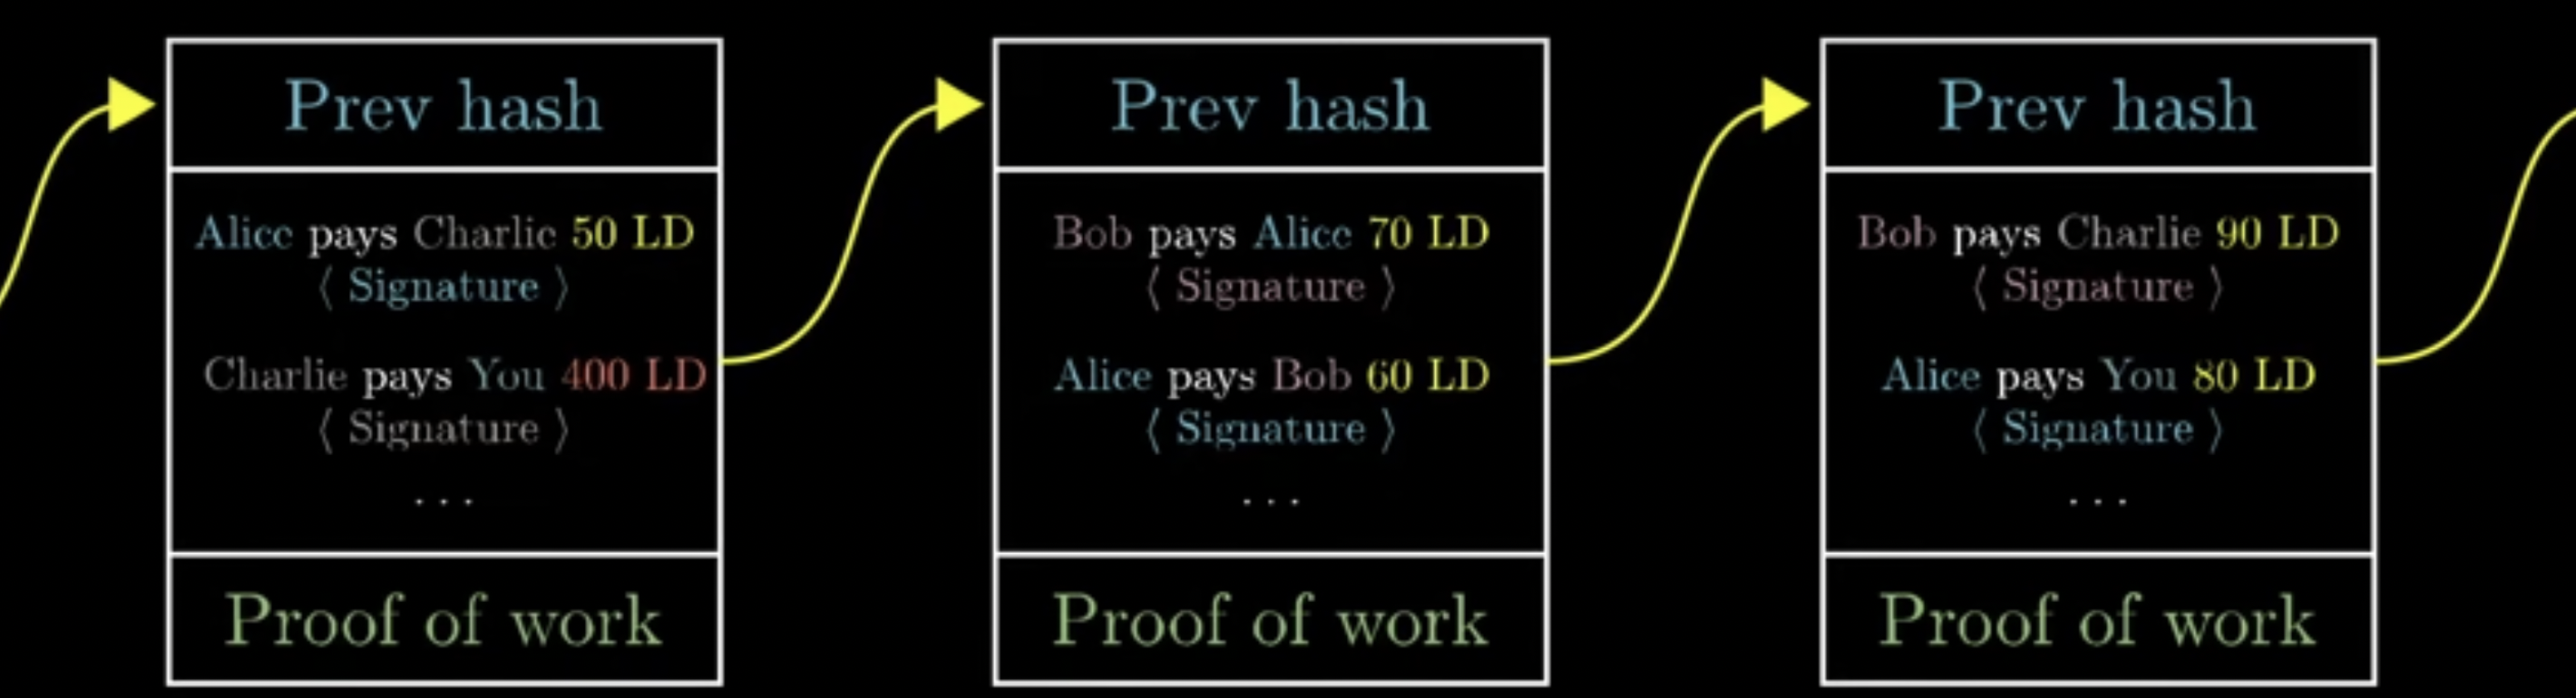 Prev hash
Alice pays Charlie 50 LD
⟨ Signature ⟩
Charlie pays You 400 LD
⟨ Signature ⟩
...
Proof of work
Prev hash
Bob pays Alice 70 LD
⟨ Signature ⟩
Alice pays Bob 60 LD
⟨ Signature ⟩
...
Proof of work
Prev hash
Bob pays Charlie 90 LD
⟨ Signature ⟩
Alice pays You 80 LD
⟨ Signature ⟩
...
Proof of work